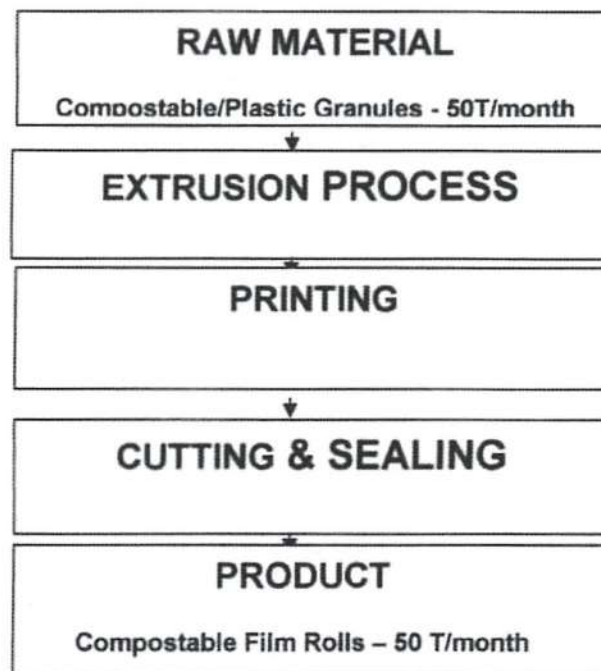 RAW MATERIAL
Compostable/Plastic Granules - 50T/month
EXTRUSION PROCESS
PRINTING
CUTTING & SEALING
PRODUCT
Compostable Film Rolls – 50 T/month